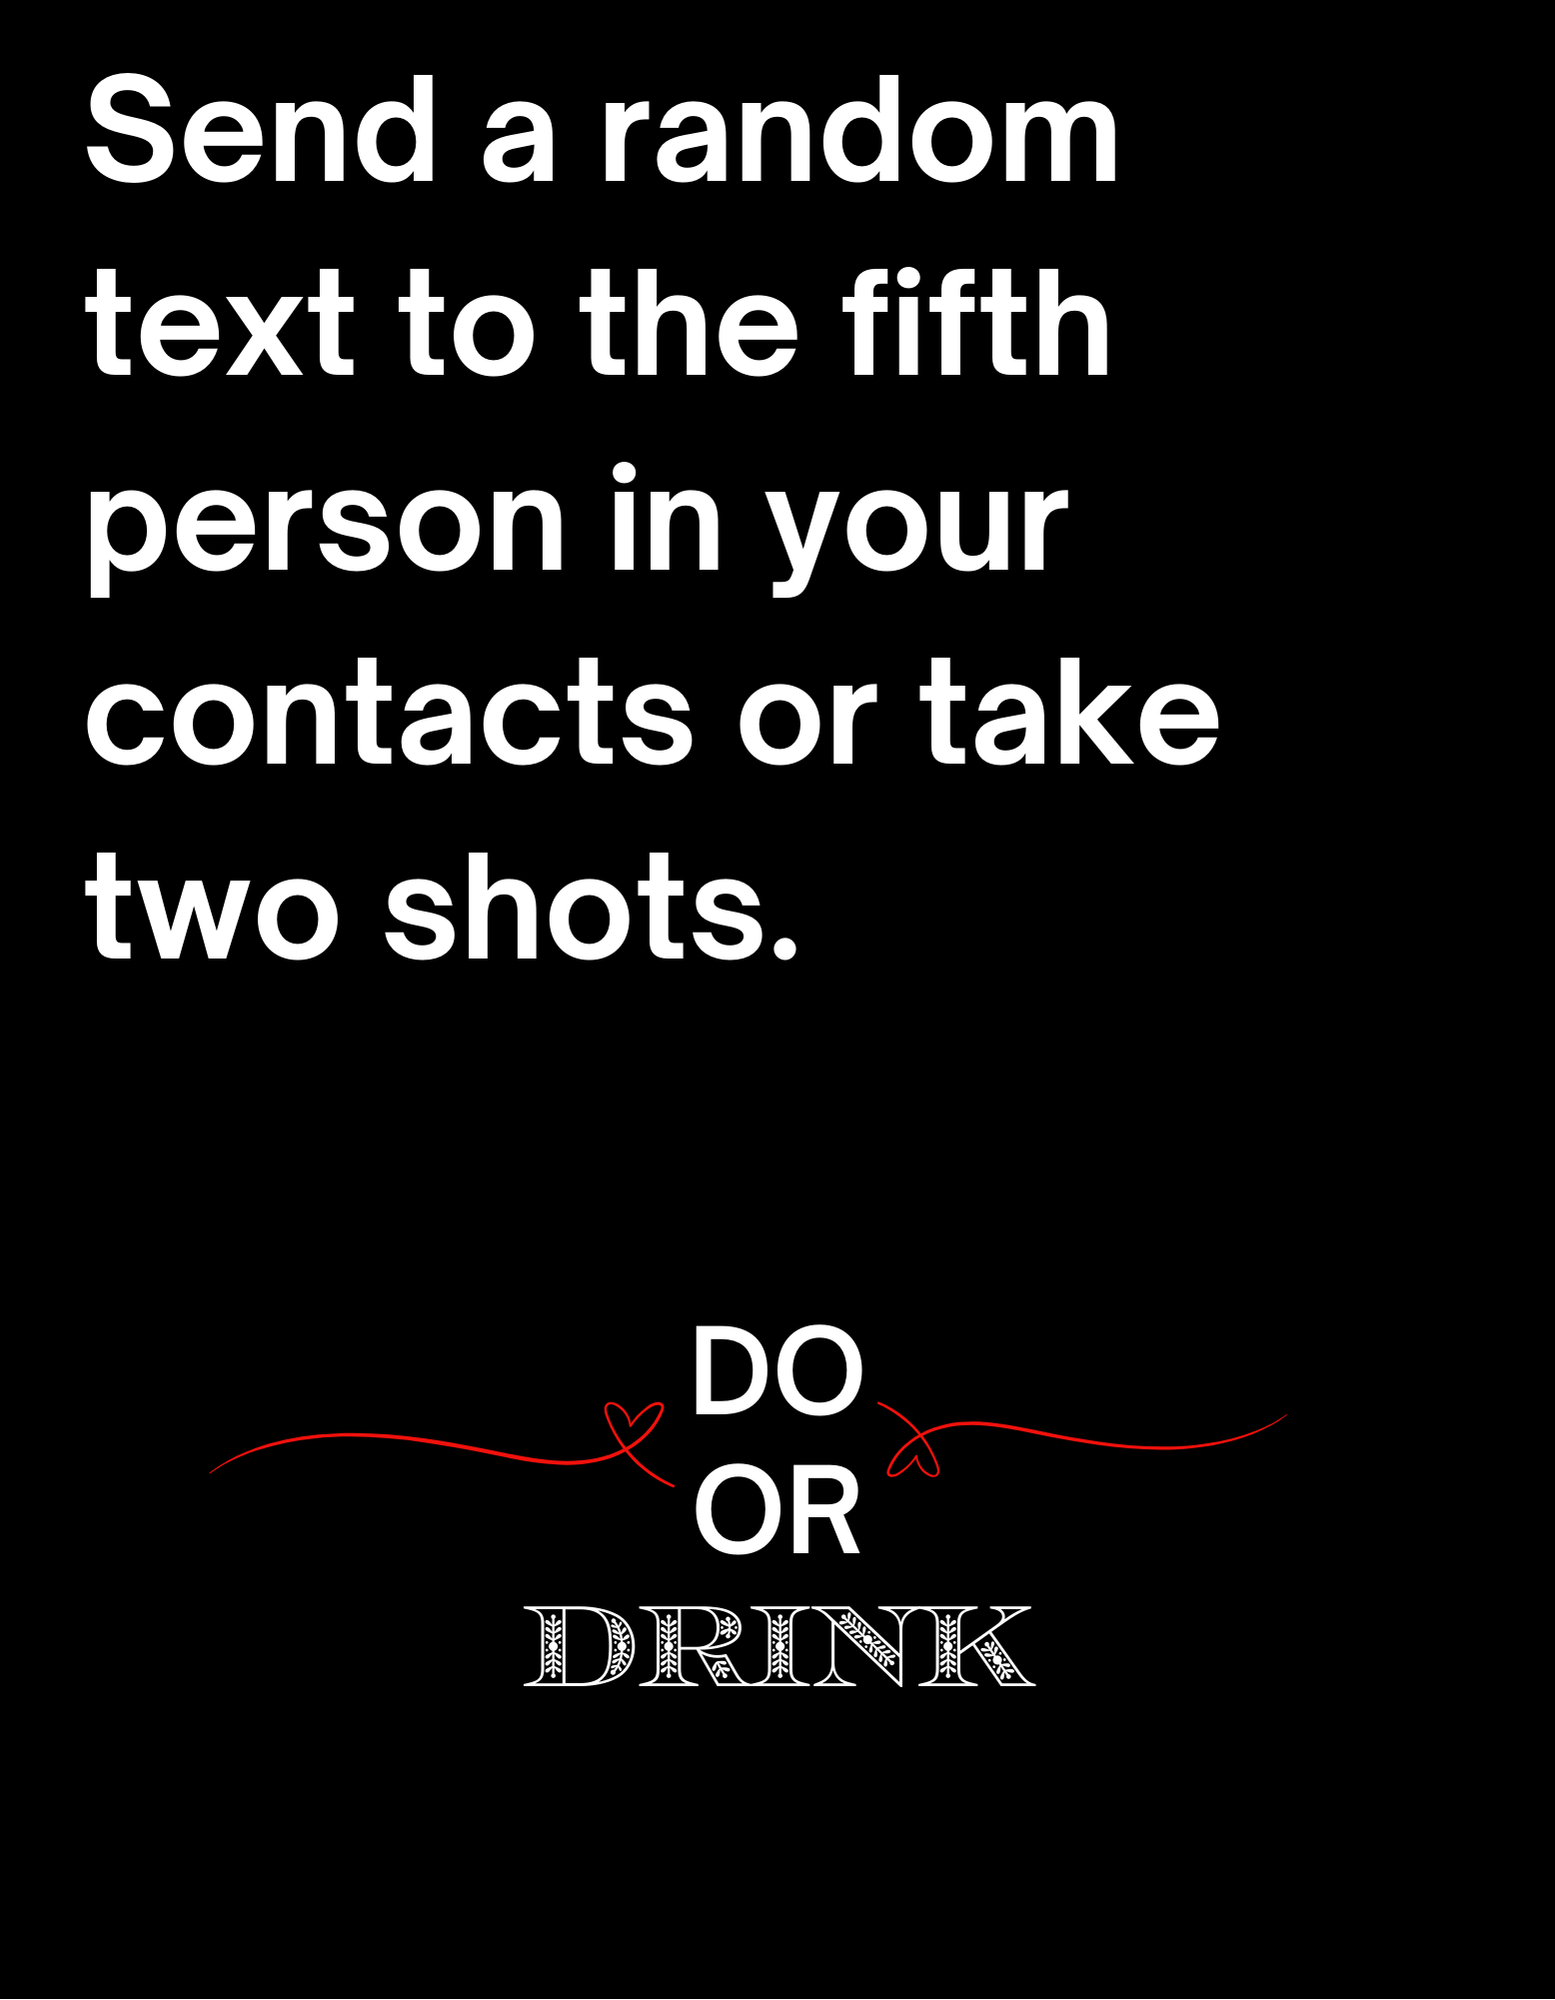 Send a random
text to the fifth
person in your
contacts or take
two shots.
DO
OR
DRINK